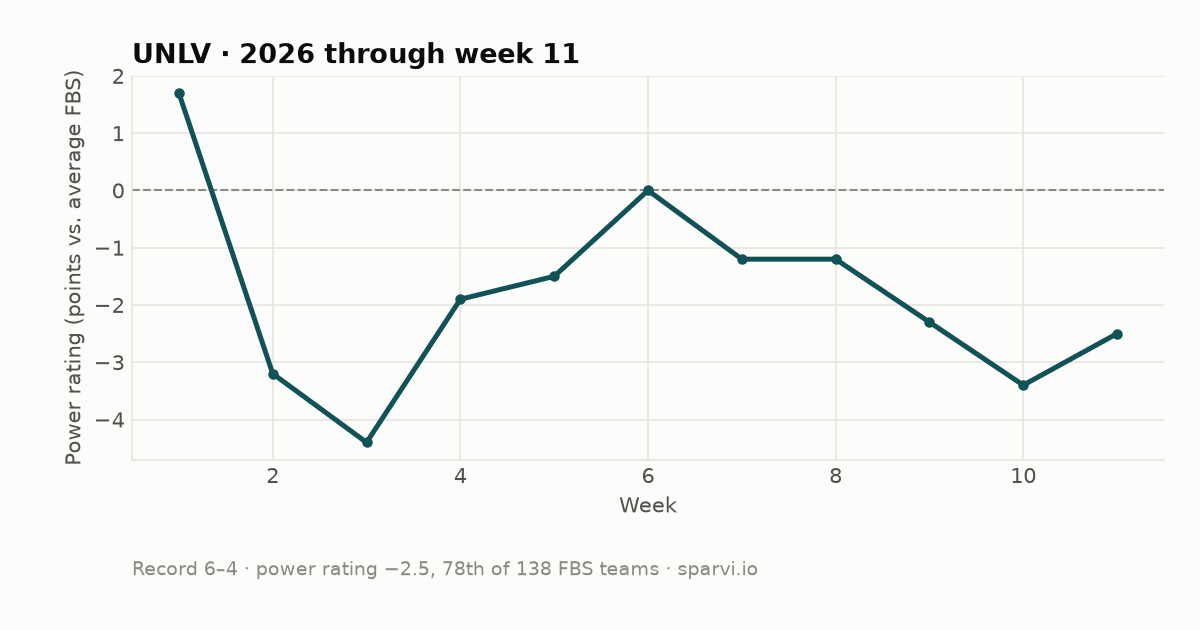 UNLV · 2026 through week 11
Power rating (points vs. average FBS)
2
1
0
−1
−2
−3
−4
2 4 6 8 10
Week
Record 6–4 · power rating −2.5, 78th of 138 FBS teams · sparvi.io